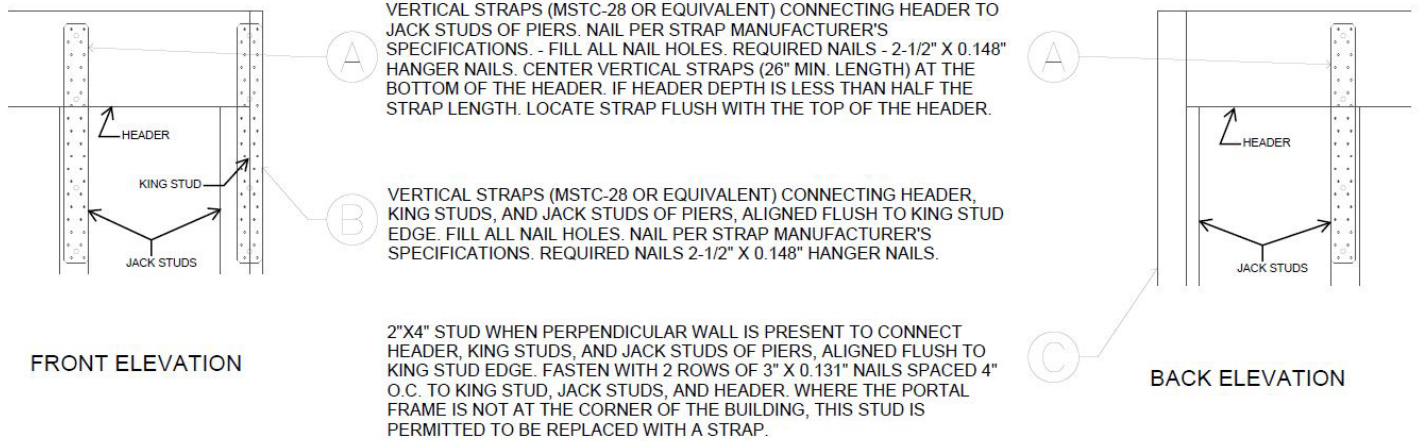 VERTICAL STRAPS (MSTC-28 OR EQUIVALENT) CONNECTING HEADER TO
JACK STUDS OF PIERS. NAIL PER STRAP MANUFACTURER'S
SPECIFICATIONS. - FILL ALL NAIL HOLES. REQUIRED NAILS - 2-1/2" X 0.148"
HANGER NAILS. CENTER VERTICAL STRAPS (26" MIN. LENGTH) AT THE
BOTTOM OF THE HEADER. IF HEADER DEPTH IS LESS THAN HALF THE
STRAP LENGTH. LOCATE STRAP FLUSH WITH THE TOP OF THE HEADER.
A
A
HEADER
KING STUD
JACK STUDS
HEADER
JACK STUDS
B
VERTICAL STRAPS (MSTC-28 OR EQUIVALENT) CONNECTING HEADER,
KING STUDS, AND JACK STUDS OF PIERS, ALIGNED FLUSH TO KING STUD
EDGE. FILL ALL NAIL HOLES. NAIL PER STRAP MANUFACTURER'S
SPECIFICATIONS. REQUIRED NAILS 2-1/2" X 0.148" HANGER NAILS.
FRONT ELEVATION
2"X4" STUD WHEN PERPENDICULAR WALL IS PRESENT TO CONNECT
HEADER, KING STUDS, AND JACK STUDS OF PIERS, ALIGNED FLUSH TO
KING STUD EDGE. FASTEN WITH 2 ROWS OF 3" X 0.131" NAILS SPACED 4"
O.C. TO KING STUD, JACK STUDS, AND HEADER. WHERE THE PORTAL
FRAME IS NOT AT THE CORNER OF THE BUILDING, THIS STUD IS
PERMITTED TO BE REPLACED WITH A STRAP.
C
BACK ELEVATION